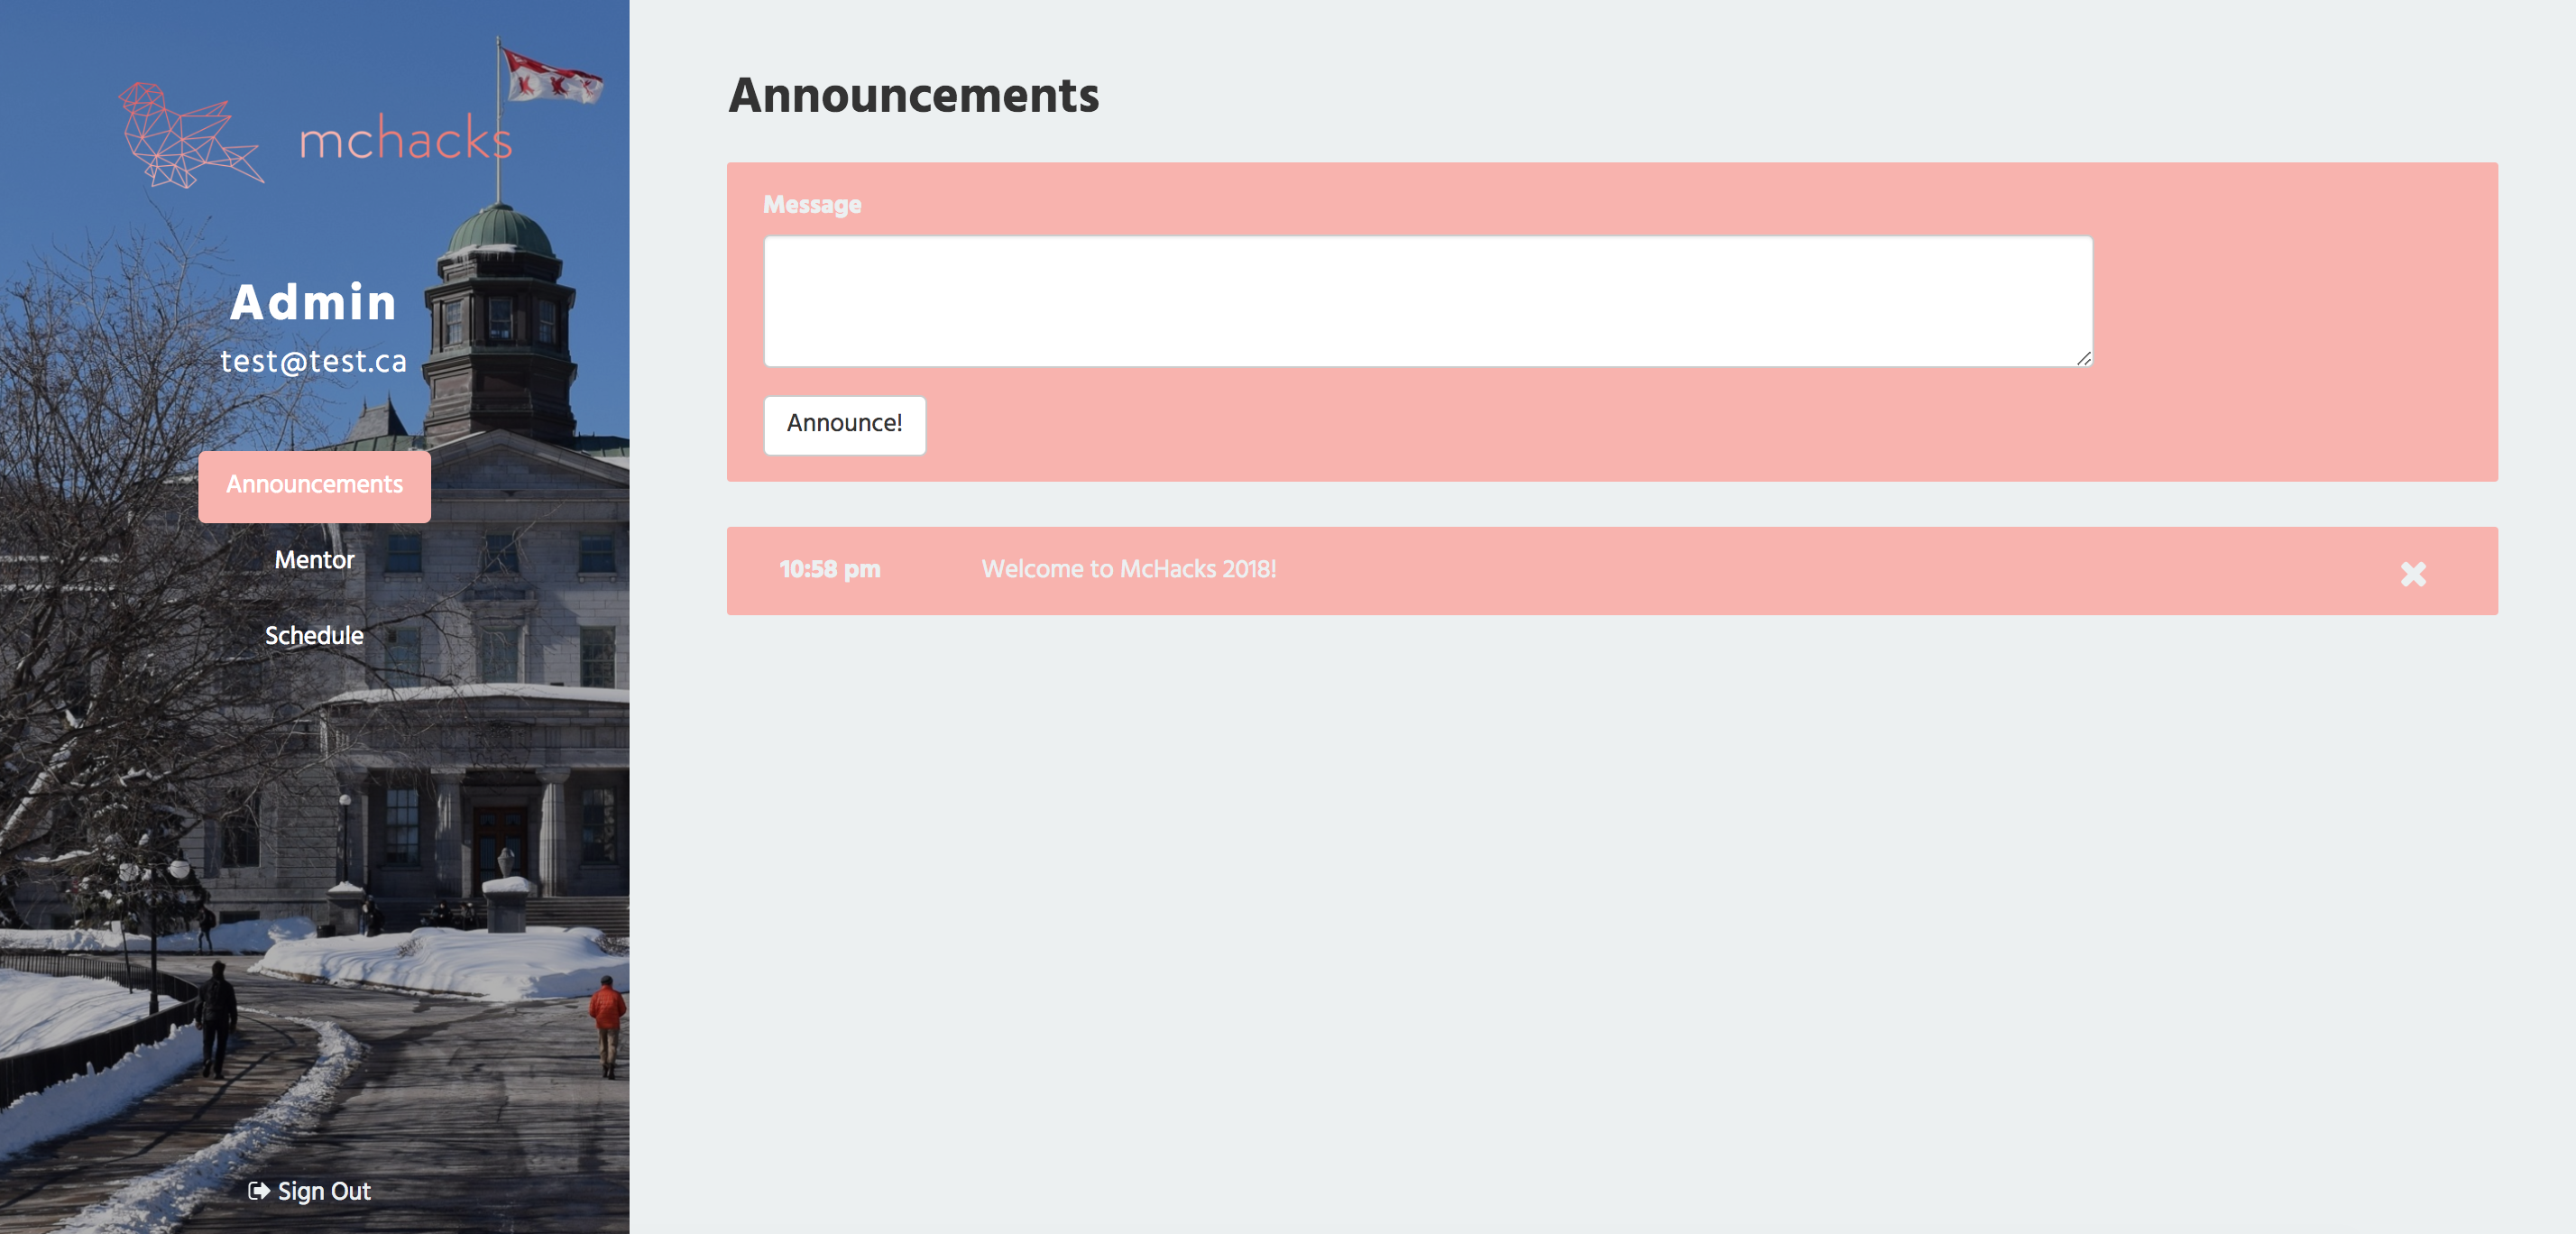 mchacks
Admin
test@test.ca
Announcements
Mentor
Schedule
Sign Out
Announcements
Message
Announce!
10:58 pm Welcome to McHacks 2018!